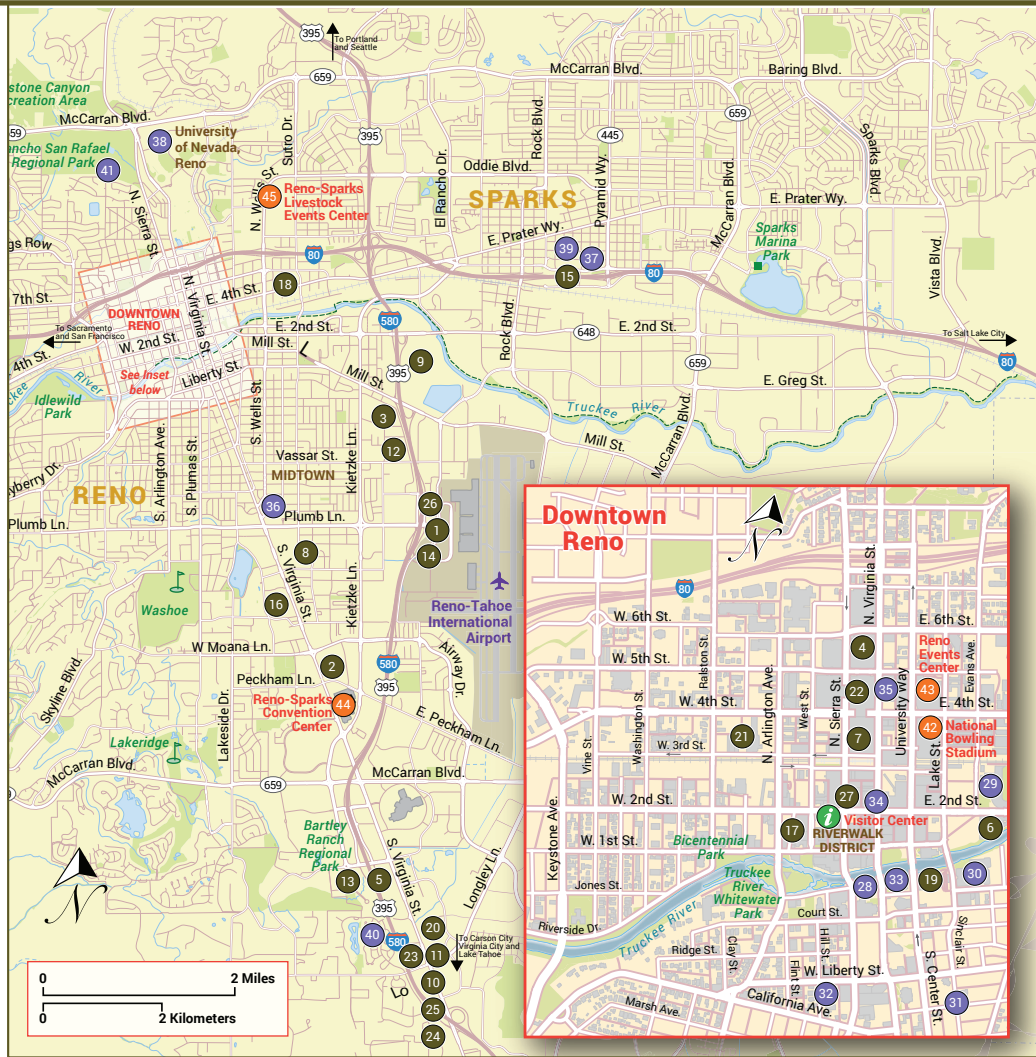 395
To Portland
and Seattle
659
McCarran Blvd.
Baring Blvd.
stone Canyon
creation Area
McCarran Blvd.
659
59
ancho San Rafael
Regional Park
41
38
University
of Nevada,
Reno
Sutro Dr.
395
Rock Blvd.
445
Sparks Blvd.
Oddie Blvd.
El Rancho Dr.
Pyramid Wy.
McCarran Blvd.
N. Wells St.
45
Reno-Sparks
Livestock
Events Center
SPARKS
E. Prater Wy.
E. Prater Wy.
N. Sierra St.
gs Row
80
39
37
15
80
Sparks
Marina
Park
Vista Blvd.
7th St.
18
E. 4th St.
N. Virginia St.
DOWNTOWN
RENO
W. 2nd St.
To Sacramento
and San Francisco
4th St.
See Inset
below
Liberty St.
E. 2nd St.
Mill St.
580
Rock Blvd.
648
E. 2nd St.
To Salt Lake City
80
Mill St.
395
9
659
E. Greg St.
ckee
River
Idlewild
Park
S. Wells St.
3
Truckee River
Mill St.
McCarran Blvd.
12
Vassar St.
MIDTOWN
Kietzke Ln.
yberry Dr.
RENO
S. Arlington Ave.
S. Plumas St.
36
Plumb Ln.
Plumb Ln.
26
1
14
8
S. Virginia St.
16
Kietzke Ln.
Washoe
Reno-Tahoe
International
Airport
W Moana Ln.
2
580
395
Airway Dr.
Peckham Ln.
Reno-Sparks
Convention
Center
44
E. Peckham Ln.
Skyline Blvd.
Lakeside Dr.
Lakeridge
McCarran Blvd.
659
McCarran Blvd.
Bartley
Ranch
Regional
Park
S. Virginia St.
Longley Ln.
13
5
395
40
580
20
23
11
To Carson City
Virginia City and
Lake Tahoe
10
Lo
25
24
N
0
2 Miles
0
2 Kilometers
Downtown
Reno
N
80
N. Virginia St.
W. 6th St.
E. 6th St.
Ralston St.
W. 5th St.
4
Reno
Events
Center
Evans Ave.
N. Arlington Ave.
West St.
N. Sierra St.
22
35
University Way
43
E. 4th St.
Washington St.
W. 4th St.
Vine St.
W. 3rd St.
21
7
42
National
Bowling
Stadium
Lake St.
29
Keystone Ave.
W. 2nd St.
27
34
E. 2nd St.
i
Visitor Center
17
RIVERWALK
DISTRICT
6
W. 1st St.
Bicentennial
Park
Jones St.
Truckee
River
Whitewater
Park
28
33
19
30
Riverside Dr.
Truckee River
Court St.
Ridge St.
Clay St.
Hill St.
Flint St.
W. Liberty St.
S. Center St.
Sinclair St.
32
31
California Ave.
Marsh Ave.